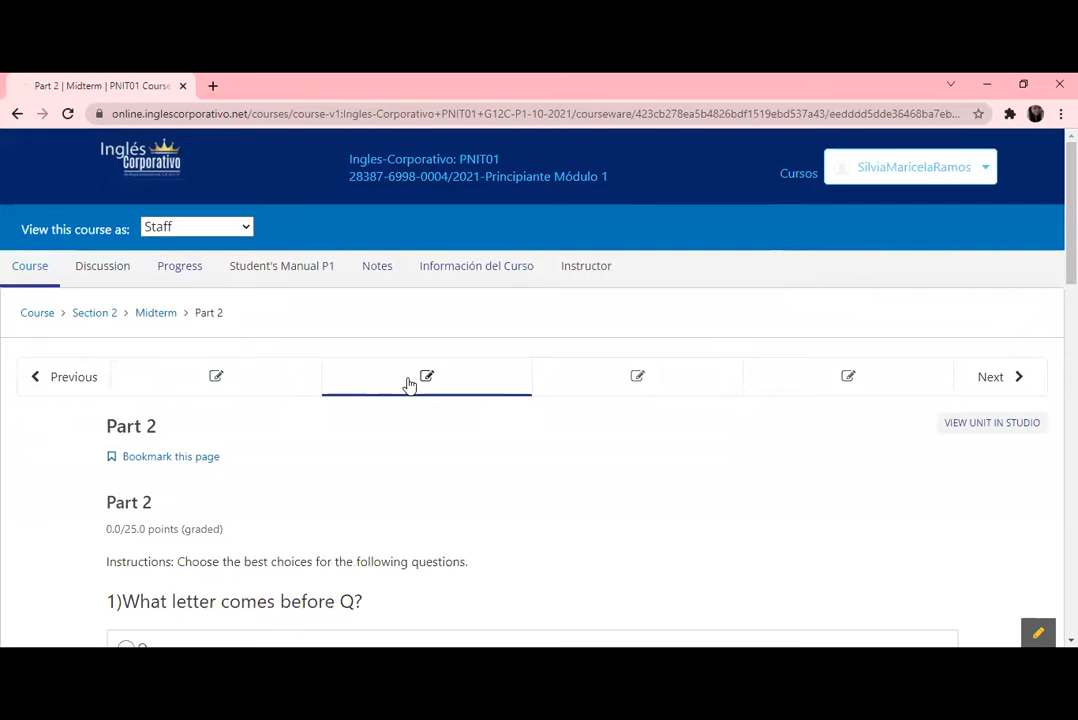 Part 2 | Midterm | PNIT01 Course
online.inglescorporativo.net/courses/course-v1:Ingles-Corporativo+PNIT01+G12C-P1-10-2021/courseware/423cb278ea5b4826bdf1519ebd537a43/eedddd5dde36468ba7eb...
Inglés
Corporativo
Ingles-Corporativo: PNIT01
28387-6998-0004/2021-Principiante Módulo 1
Cursos
SilviaMaricelaRamos
View this course as: Staff
Course Discussion Progress Student's Manual P1 Notes Información del Curso Instructor
Course > Section 2 > Midterm > Part 2
Previous
Next
Part 2
VIEW UNIT IN STUDIO
Bookmark this page
Part 2
0.0/25.0 points (graded)
Instructions: Choose the best choices for the following questions.
1)What letter comes before Q?